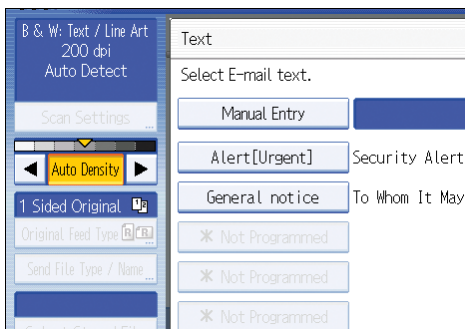 B & W: Text / Line Art
200 dpi
Auto Detect
Scan Settings
Auto Density
1 Sided Original
Original Feed Type
Send File Type / Name
Text
Select E-mail text.
Manual Entry
Alert[Urgent] Security Alert
General notice To Whom It May
* Not Programmed
* Not Programmed
* Not Programmed